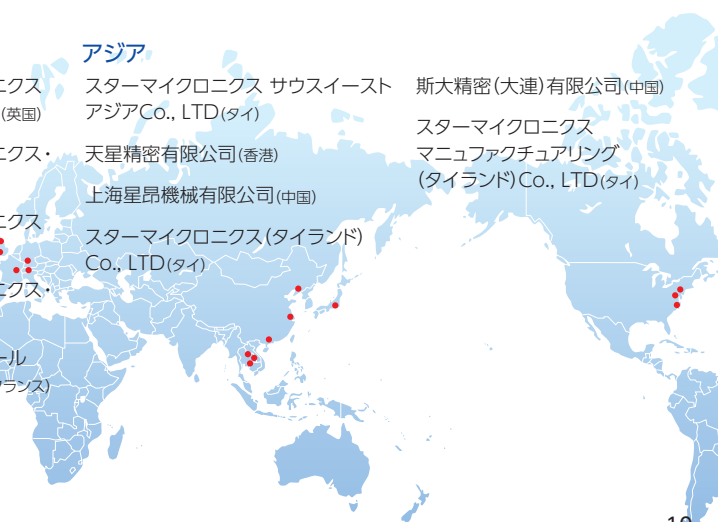 アジア
ニクス
(英国)
ニクス・
ニクス
ニクス・
ール
フランス)
スターマイクロニクス サウスイースト
アジアCo., LTD(タイ)
天星精密有限公司(香港)
上海星昂機械有限公司(中国)
スターマイクロニクス(タイランド)
Co., LTD(タイ)
斯大精密(大連)有限公司(中国)
スターマイクロニクス
マニュファクチュアリング
(タイランド)Co., LTD(タイ)